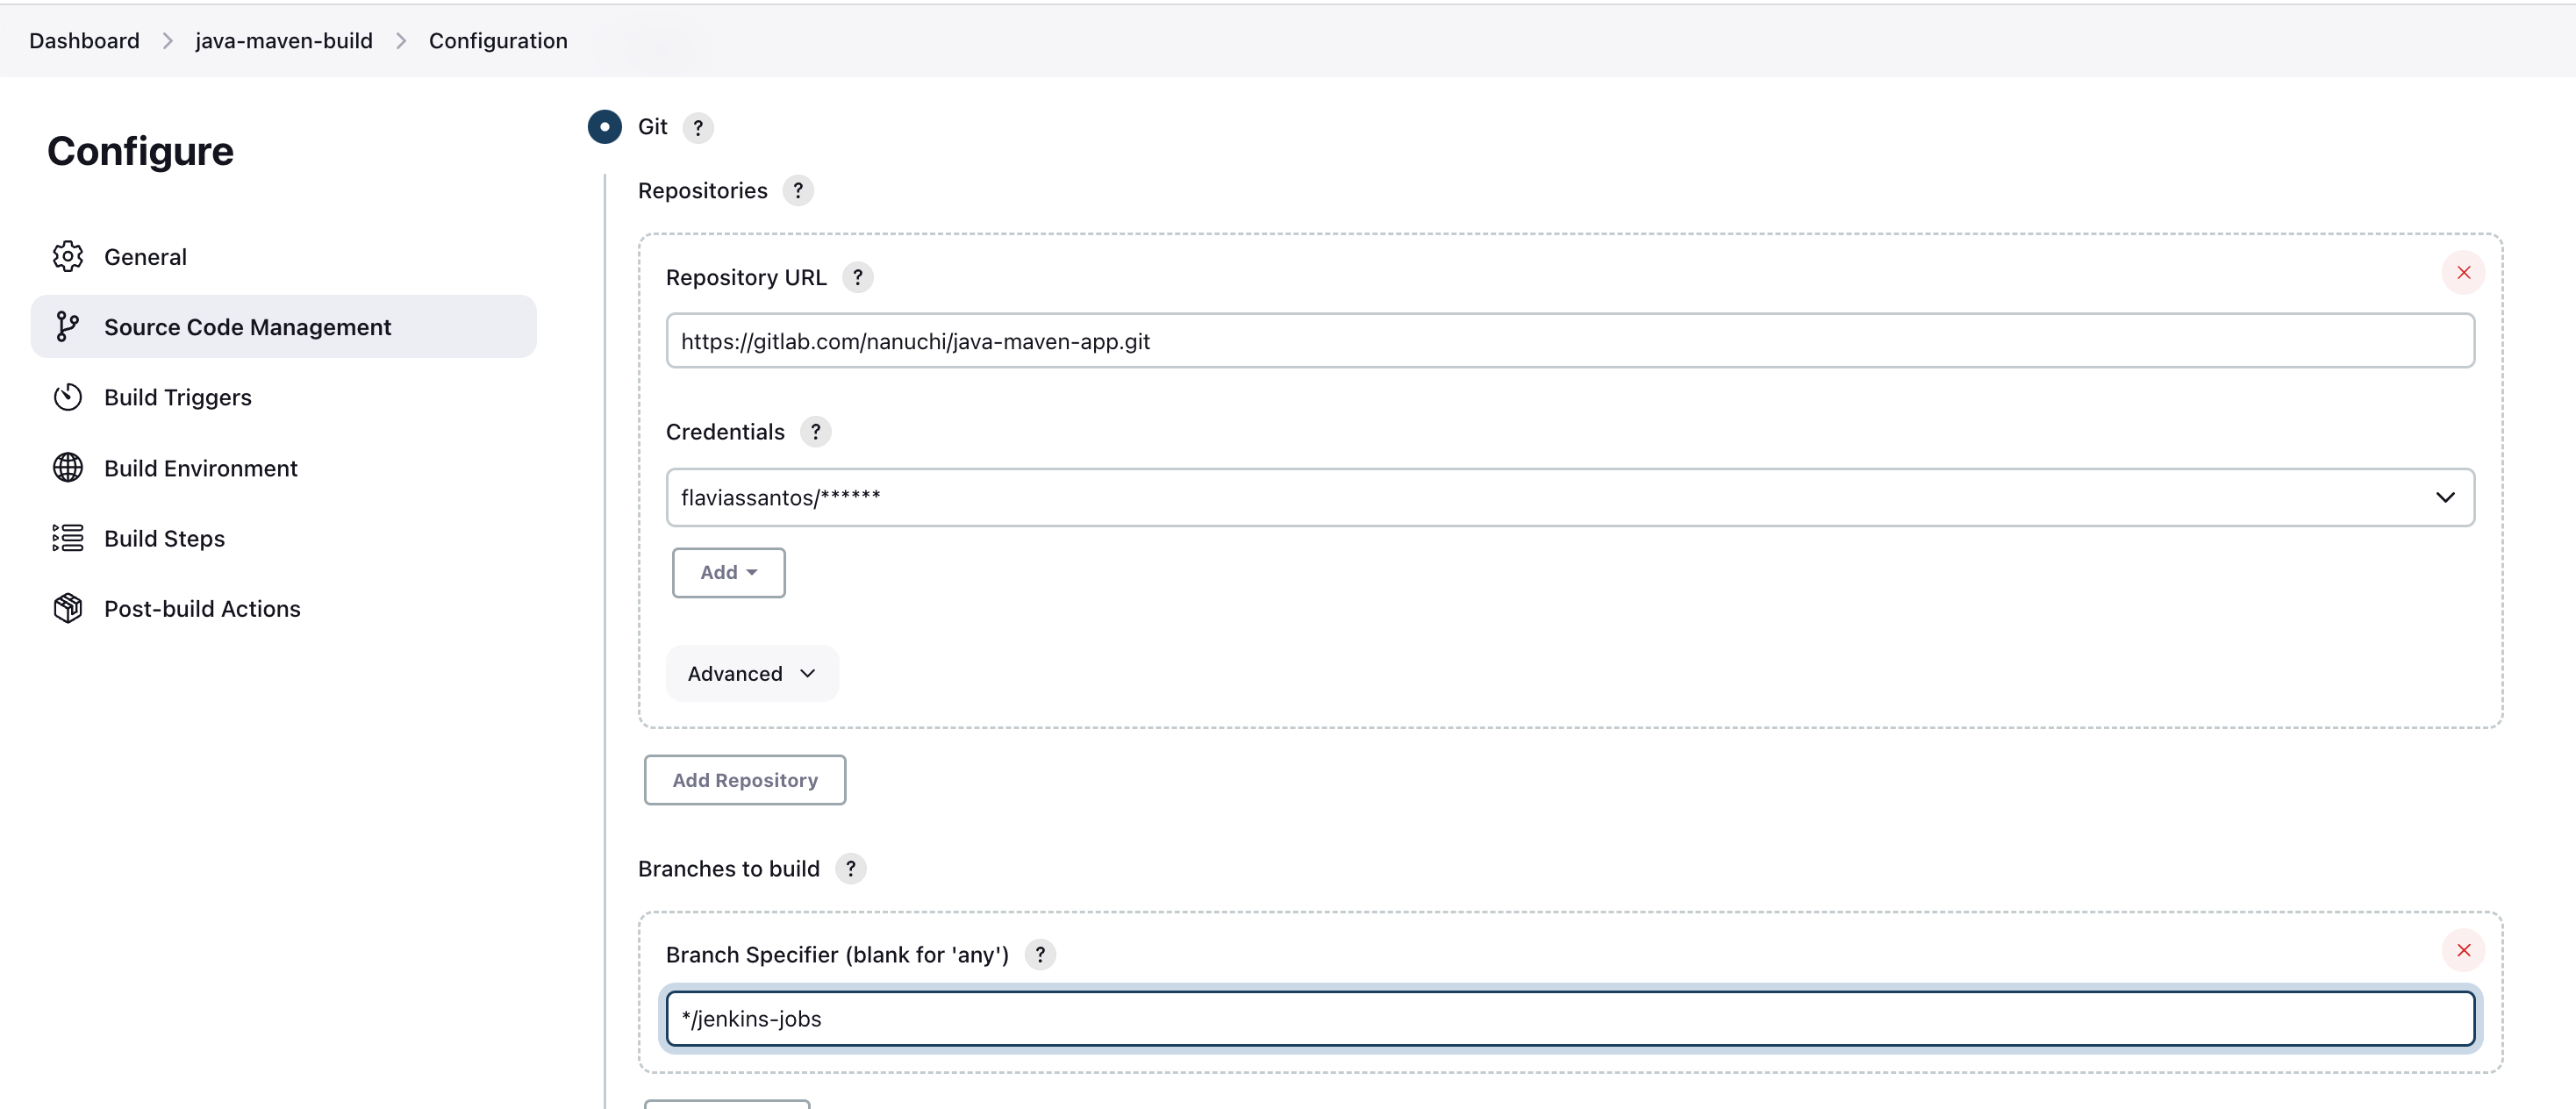 Dashboard > java-maven-build > Configuration
Configure
General
Source Code Management
Build Triggers
Build Environment
Build Steps
Post-build Actions
Git ?
Repositories ?
Repository URL ?
https://gitlab.com/nanuchi/java-maven-app.git
Credentials ?
flaviassantos/******
Add
Advanced
Add Repository
Branches to build ?
Branch Specifier (blank for 'any') ?
*/jenkins-jobs